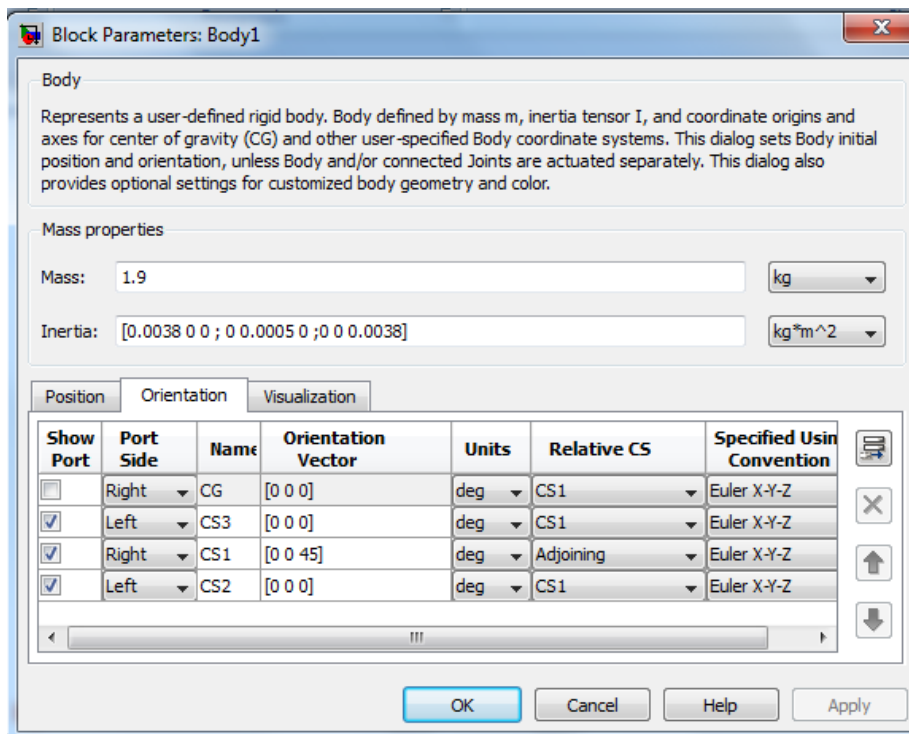 Block Parameters: Body1
Body
Represents a user-defined rigid body. Body defined by mass m, inertia tensor I, and coordinate origins and
axes for center of gravity (CG) and other user-specified Body coordinate systems. This dialog sets Body initial
position and orientation, unless Body and/or connected Joints are actuated separately. This dialog also
provides optional settings for customized body geometry and color.
Mass properties
Mass: 1.9 kg
Inertia: [0.0038 0 0 ; 0 0.0005 0 ;0 0 0.0038] kg*m^2
Position Orientation Visualization
Show Port Orientation Specified Usin
Port Side Name Vector Units Relative CS Convention
Right CG [0 0 0] deg CS1 Euler X-Y-Z
Left CS3 [0 0 0] deg CS1 Euler X-Y-Z
Right CS1 [0 0 45] deg Adjoining Euler X-Y-Z
Left CS2 [0 0 0] deg CS1 Euler X-Y-Z
OK Cancel Help Apply